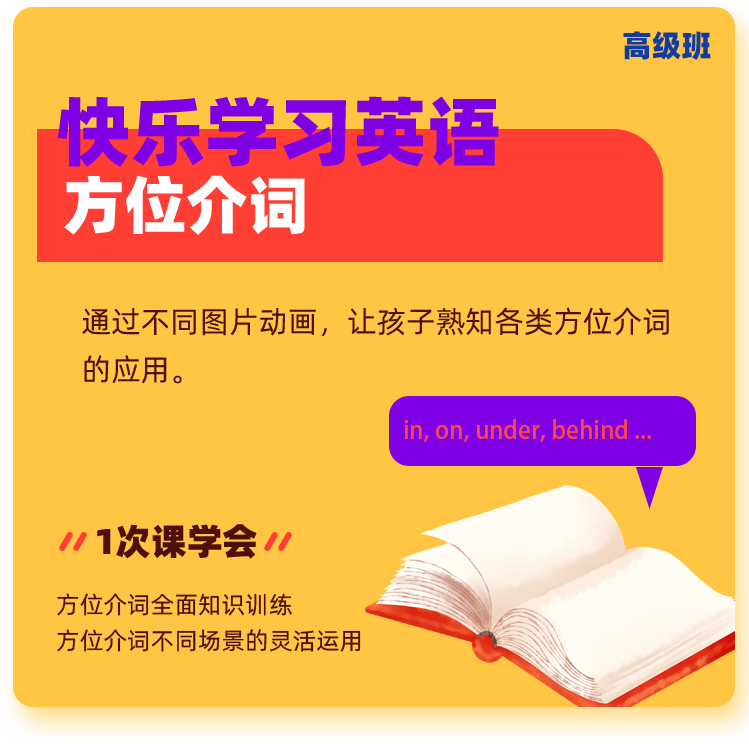 高级班
快乐学习英语
方位介词
通过不同图片动画，让孩子熟知各类方位介词
的应用。
in, on, under, behind ...
1次课学会
方位介词全面知识训练
方位介词不同场景的灵活运用